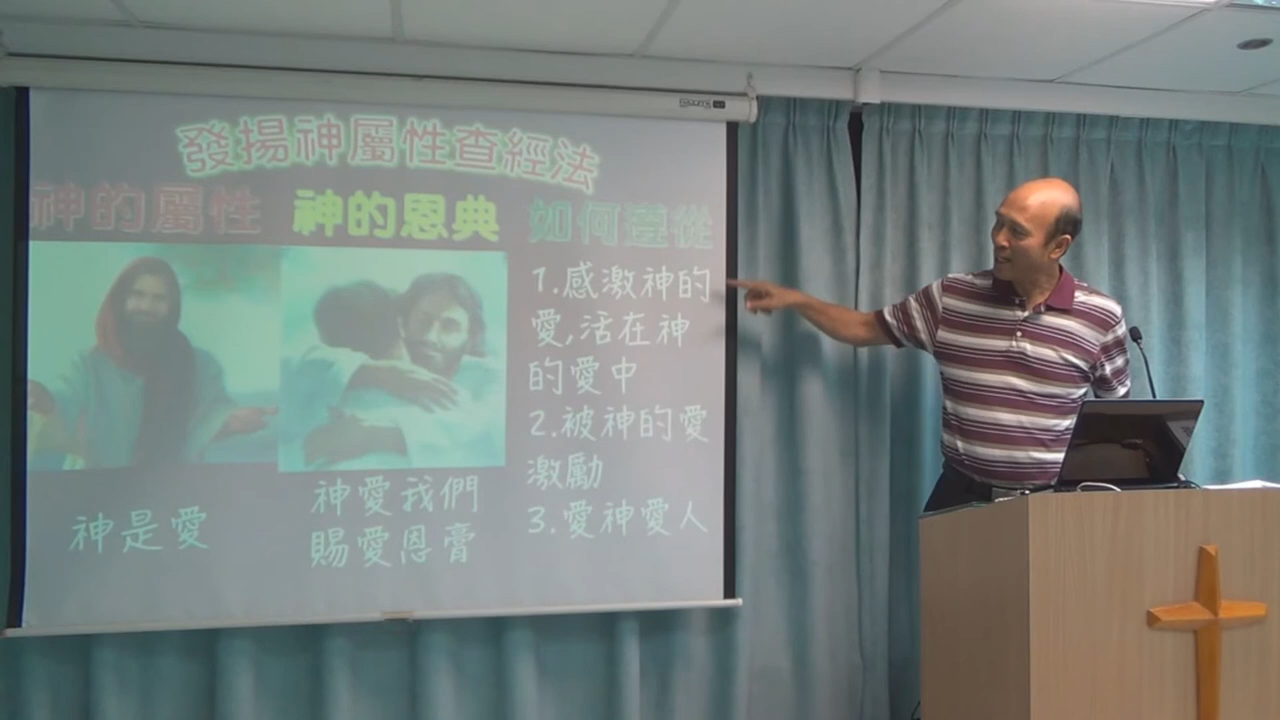 發揚神屬性查經法
神的屬性
神的恩典
如何遵從
神是愛
神愛我們
賜愛恩膏
1.感激神的
愛,活在神
的愛中
2.被神的愛
激勵
3.愛神愛人